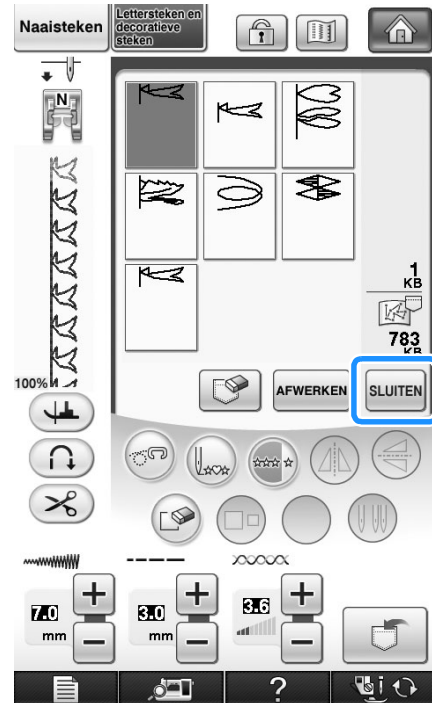 Naaisteken
Lettersteken en
decoratieve
steken
N
1
KB
783
KB
100%
AFWERKEN
SLUITEN
7.0
mm
3.0
mm
3.6
?